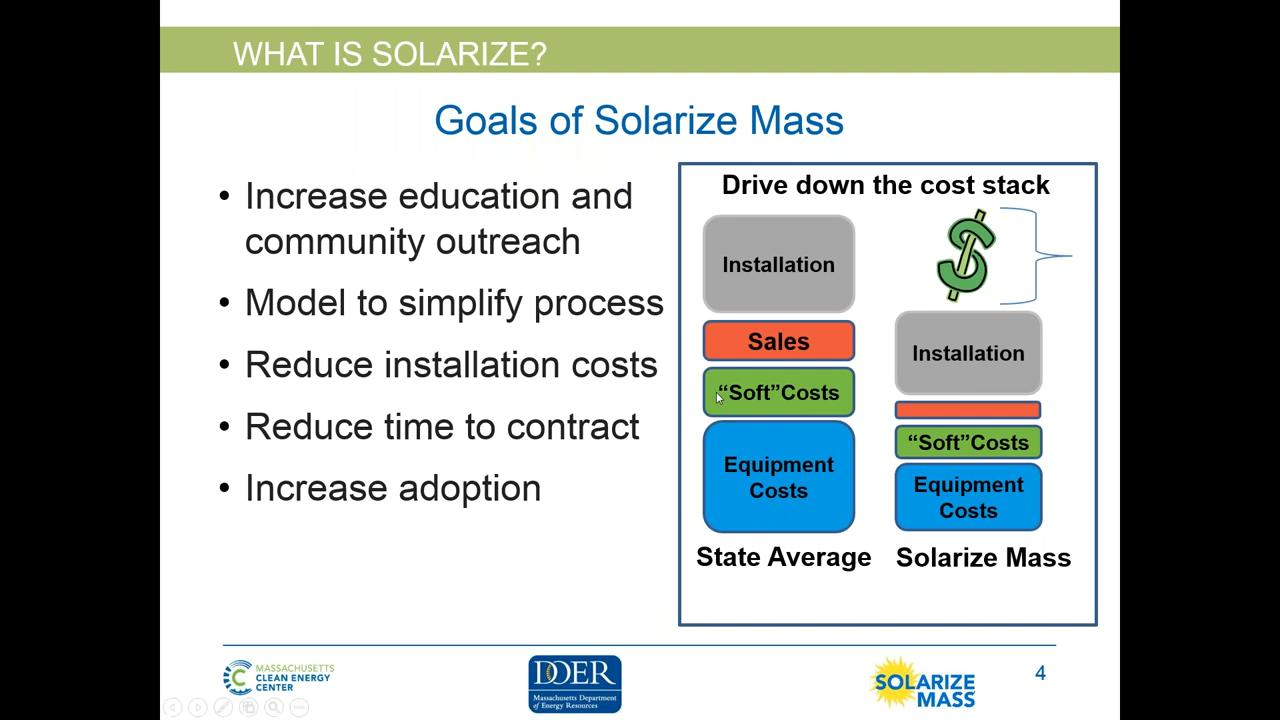 WHAT IS SOLARIZE?
Goals of Solarize Mass
• Increase education and
community outreach
• Model to simplify process
• Reduce installation costs
• Reduce time to contract
• Increase adoption
Drive down the cost stack
Installation
Sales
“Soft”Costs
Equipment
Costs
State Average
$
Installation
“Soft”Costs
Equipment
Costs
Solarize Mass
MASSACHUSETTS
CLEAN ENERGY
CENTER
DOER
Massachusetts Department
of Energy Resources
SOLARIZE
MASS
4